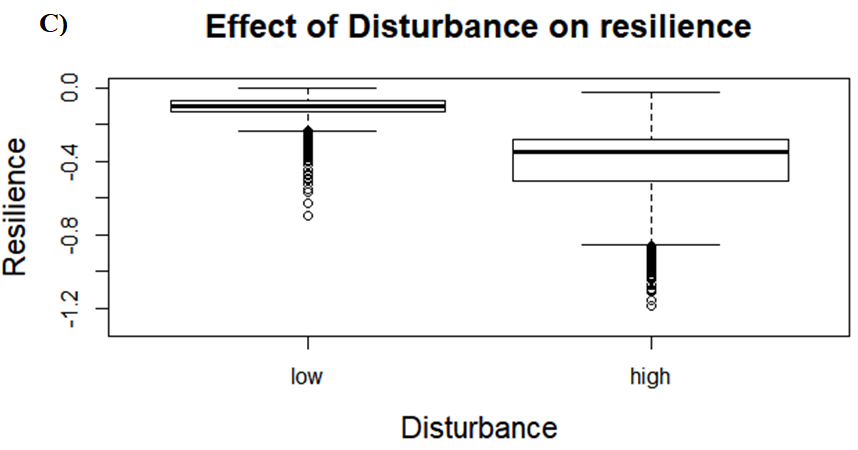 C)
Effect of Disturbance on resilience
Resilience
0.0
-0.4
-0.8
-1.2
low
high
Disturbance